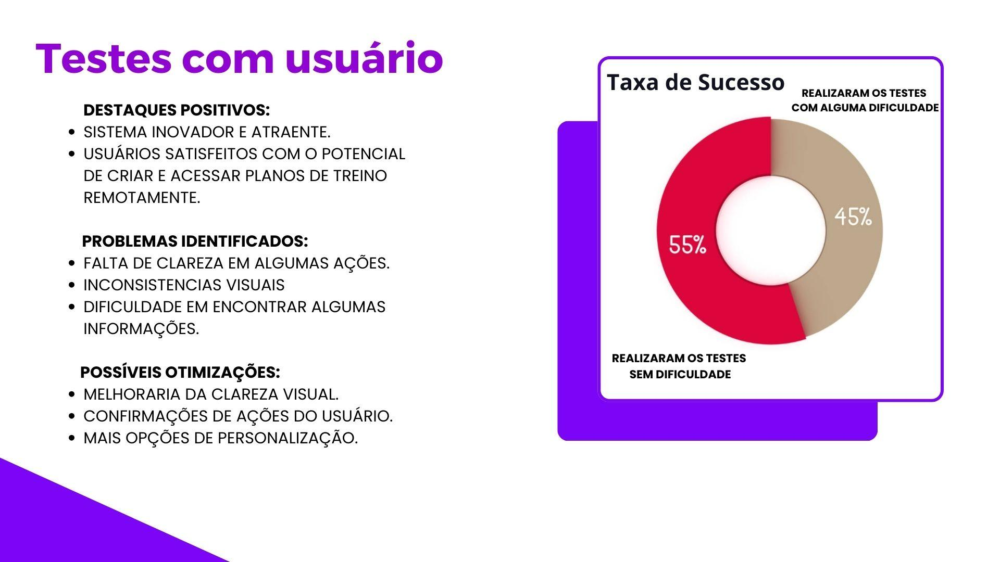 Testes com usuário
DESTAQUES POSITIVOS:
SISTEMA INOVADOR E ATRAENTE.
USUÁRIOS SATISFEITOS COM O POTENCIAL
DE CRIAR E ACESSAR PLANOS DE TREINO
REMOTAMENTE.
PROBLEMAS IDENTIFICADOS:
FALTA DE CLAREZA EM ALGUMAS AÇÕES.
INCONSISTENCIAS VISUAIS
DIFICULDADE EM ENCONTRAR ALGUMAS
INFORMAÇÕES.
POSSÍVEIS OTIMIZAÇÕES:
MELHORARIA DA CLAREZA VISUAL.
CONFIRMAÇÕES DE AÇÕES DO USUÁRIO.
MAIS OPÇÕES DE PERSONALIZAÇÃO.
Taxa de Sucesso
REALIZARAM OS TESTES
COM ALGUMA DIFICULDADE
45%
55%
REALIZARAM OS TESTES
SEM DIFICULDADE